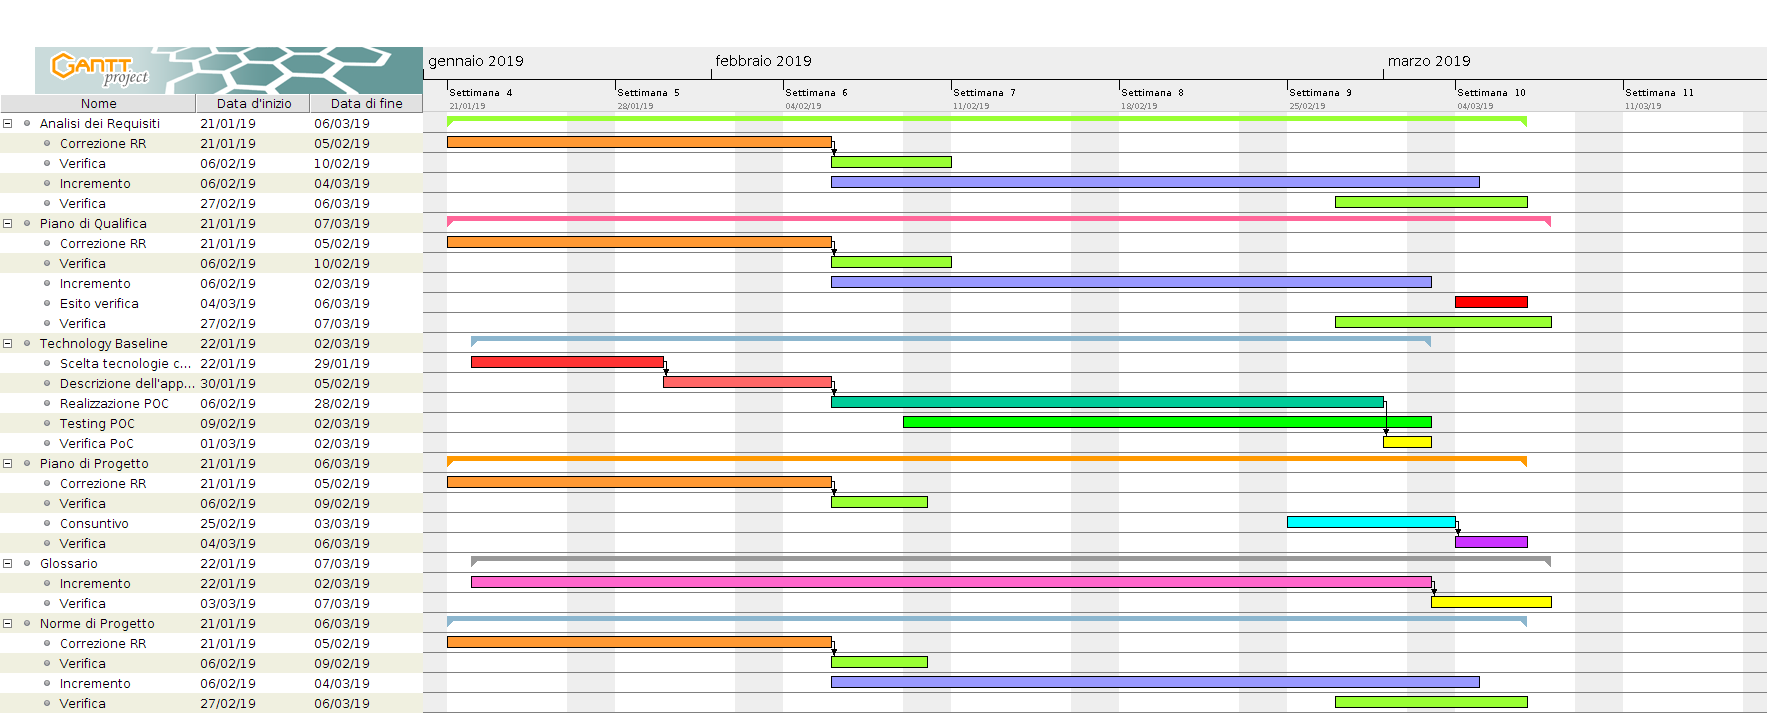 GANTT
project
gennaio 2019 febbraio 2019 marzo 2019
Settimana 4 Settimana 5 Settimana 6 Settimana 7 Settimana 8 Settimana 9 Settimana 10 Settimana 11
21/01/19 28/01/19 04/02/19 11/02/19 18/02/19 25/02/19 04/03/19 11/03/19
Nome Data d'inizio Data di fine
Analisi dei Requisiti 21/01/19 06/03/19
Correzione RR 21/01/19 05/02/19
Verifica 06/02/19 10/02/19
Incremento 06/02/19 04/03/19
Verifica 27/02/19 06/03/19
Piano di Qualifica 21/01/19 07/03/19
Correzione RR 21/01/19 05/02/19
Verifica 06/02/19 10/02/19
Incremento 06/02/19 02/03/19
Esito verifica 04/03/19 06/03/19
Verifica 27/02/19 07/03/19
Technology Baseline 22/01/19 02/03/19
Scelta tecnologie c... 22/01/19 29/01/19
Descrizione dell'app... 30/01/19 05/02/19
Realizzazione POC 06/02/19 28/02/19
Testing POC 09/02/19 02/03/19
Verifica PoC 01/03/19 02/03/19
Piano di Progetto 21/01/19 06/03/19
Correzione RR 21/01/19 05/02/19
Verifica 06/02/19 09/02/19
Consuntivo 25/02/19 03/03/19
Verifica 04/03/19 06/03/19
Glossario 22/01/19 07/03/19
Incremento 22/01/19 02/03/19
Verifica 03/03/19 07/03/19
Norme di Progetto 21/01/19 06/03/19
Correzione RR 21/01/19 05/02/19
Verifica 06/02/19 09/02/19
Incremento 06/02/19 04/03/19
Verifica 27/02/19 06/03/19